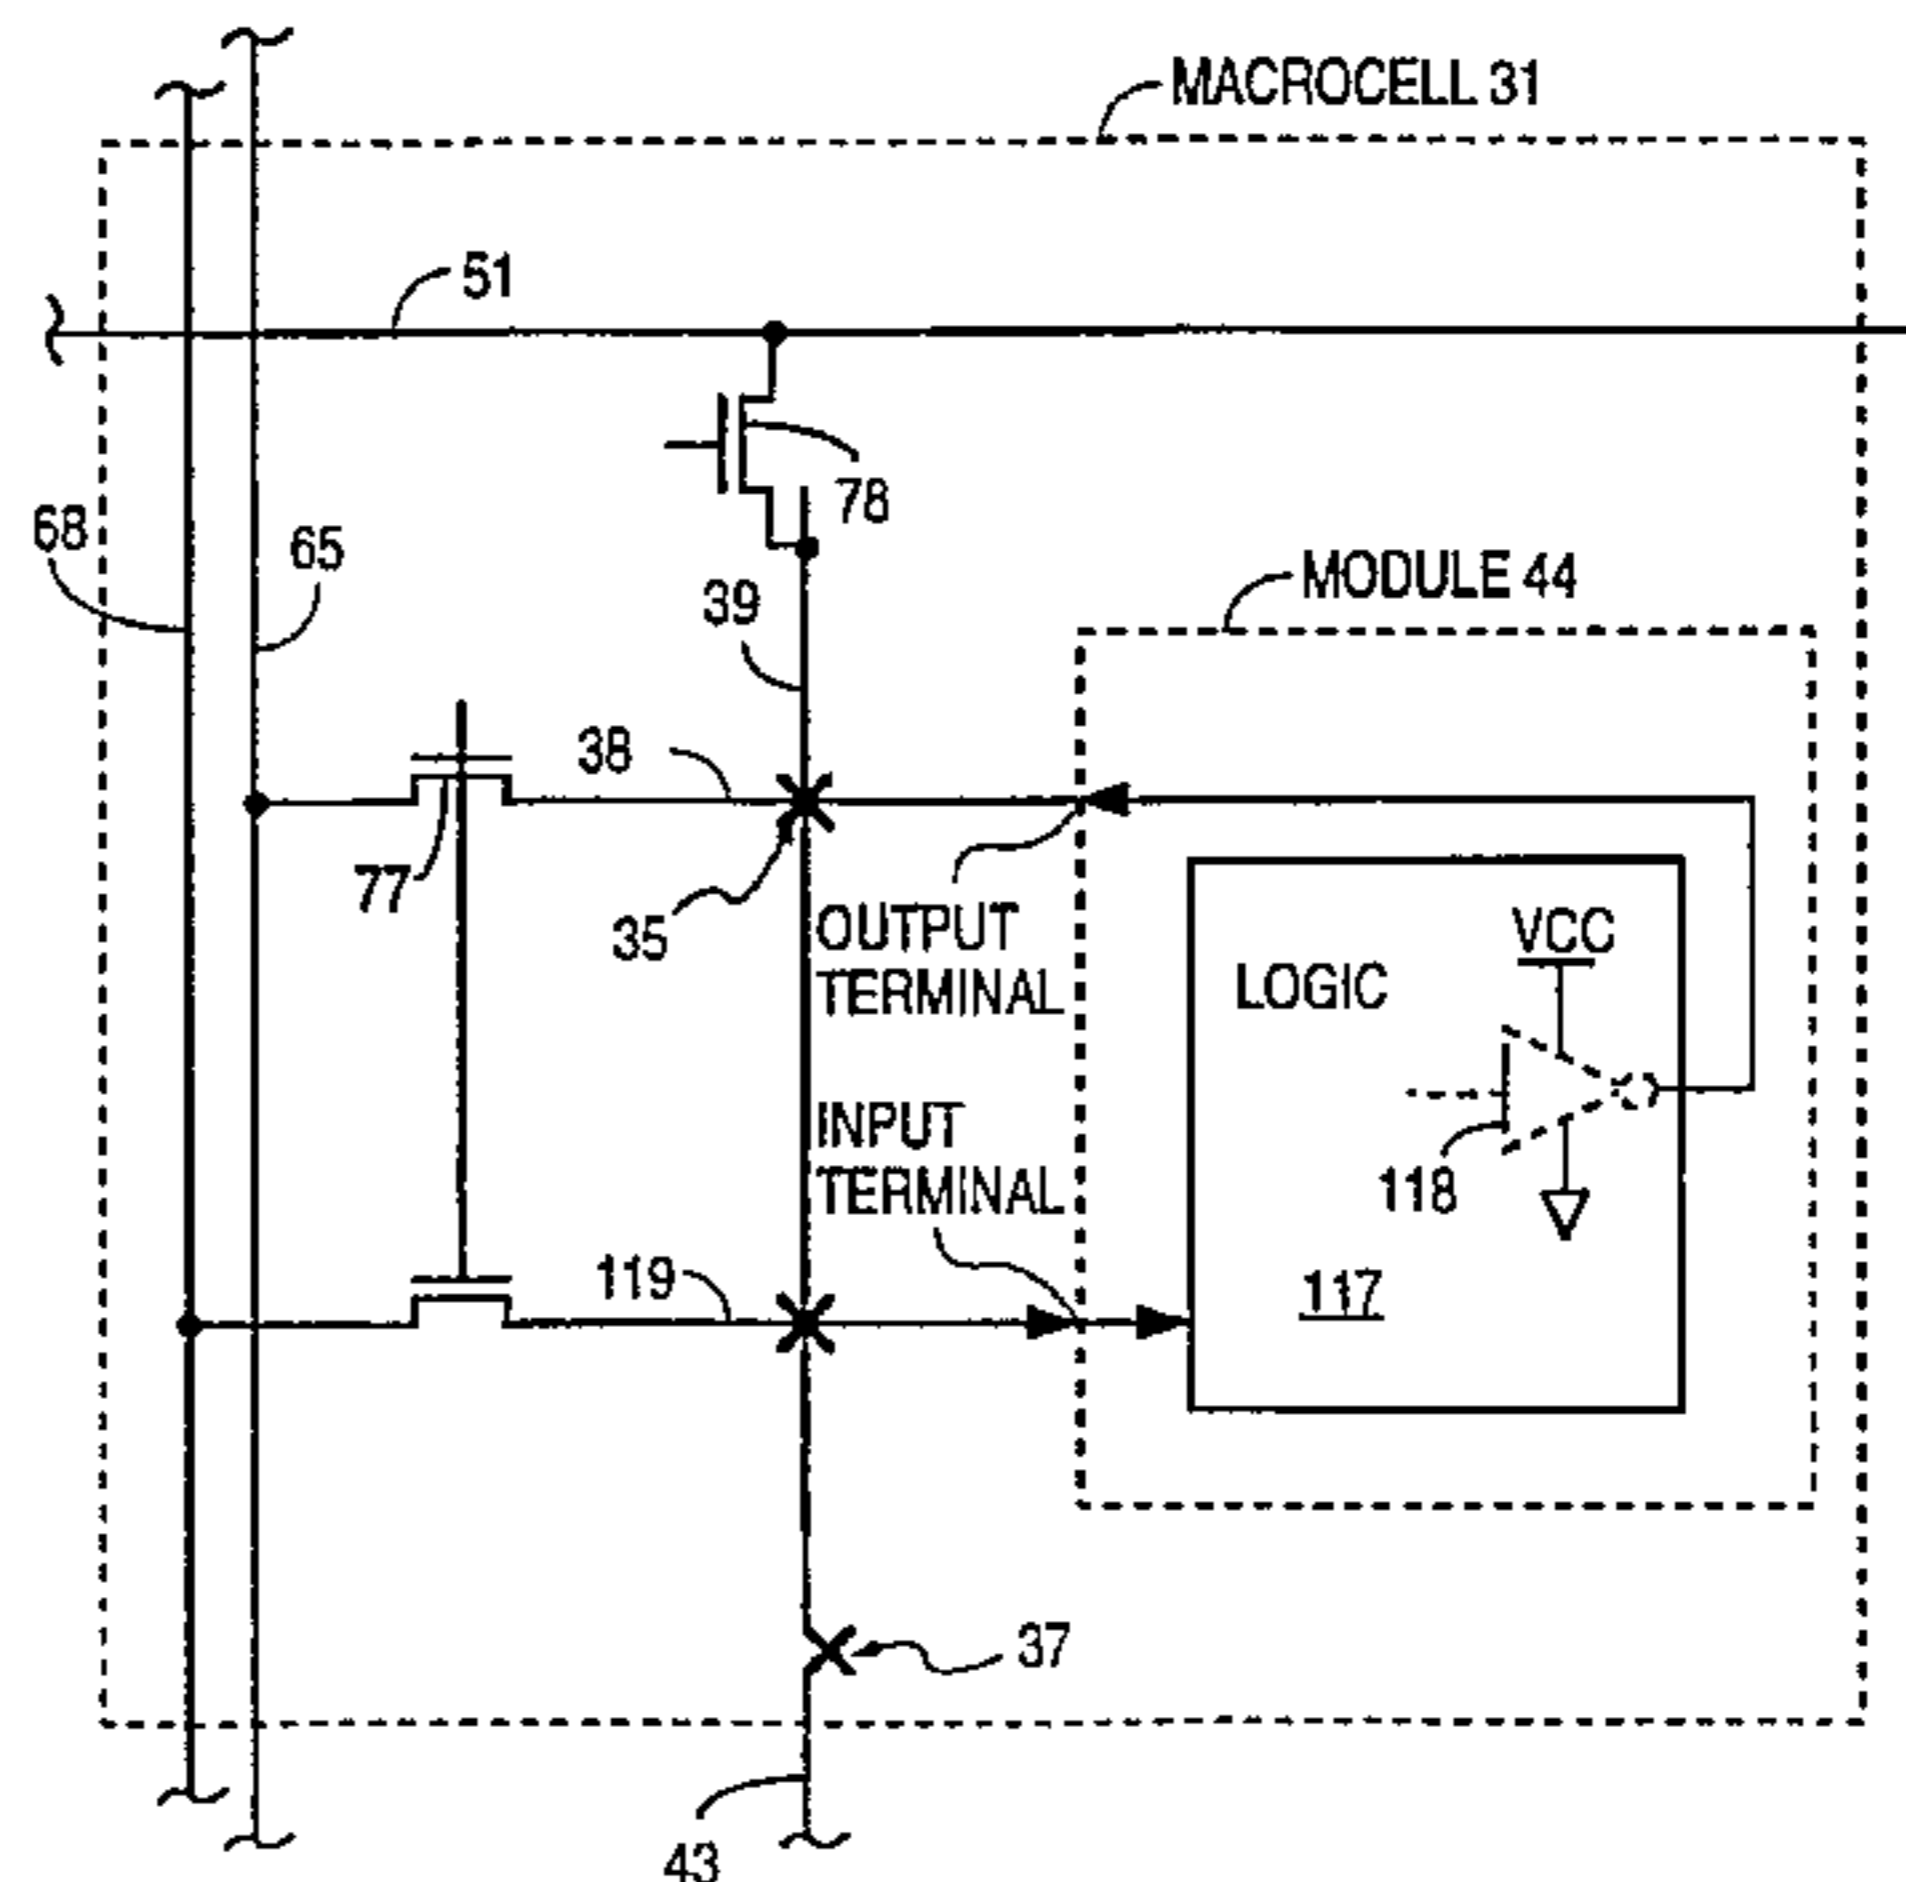 MACROCELL 31
51
78
68
65
MODULE 44
39
38
77
35
OUTPUT
TERMINAL
VCC
LOGIC
INPUT
TERMINAL
118
119
117
37
43